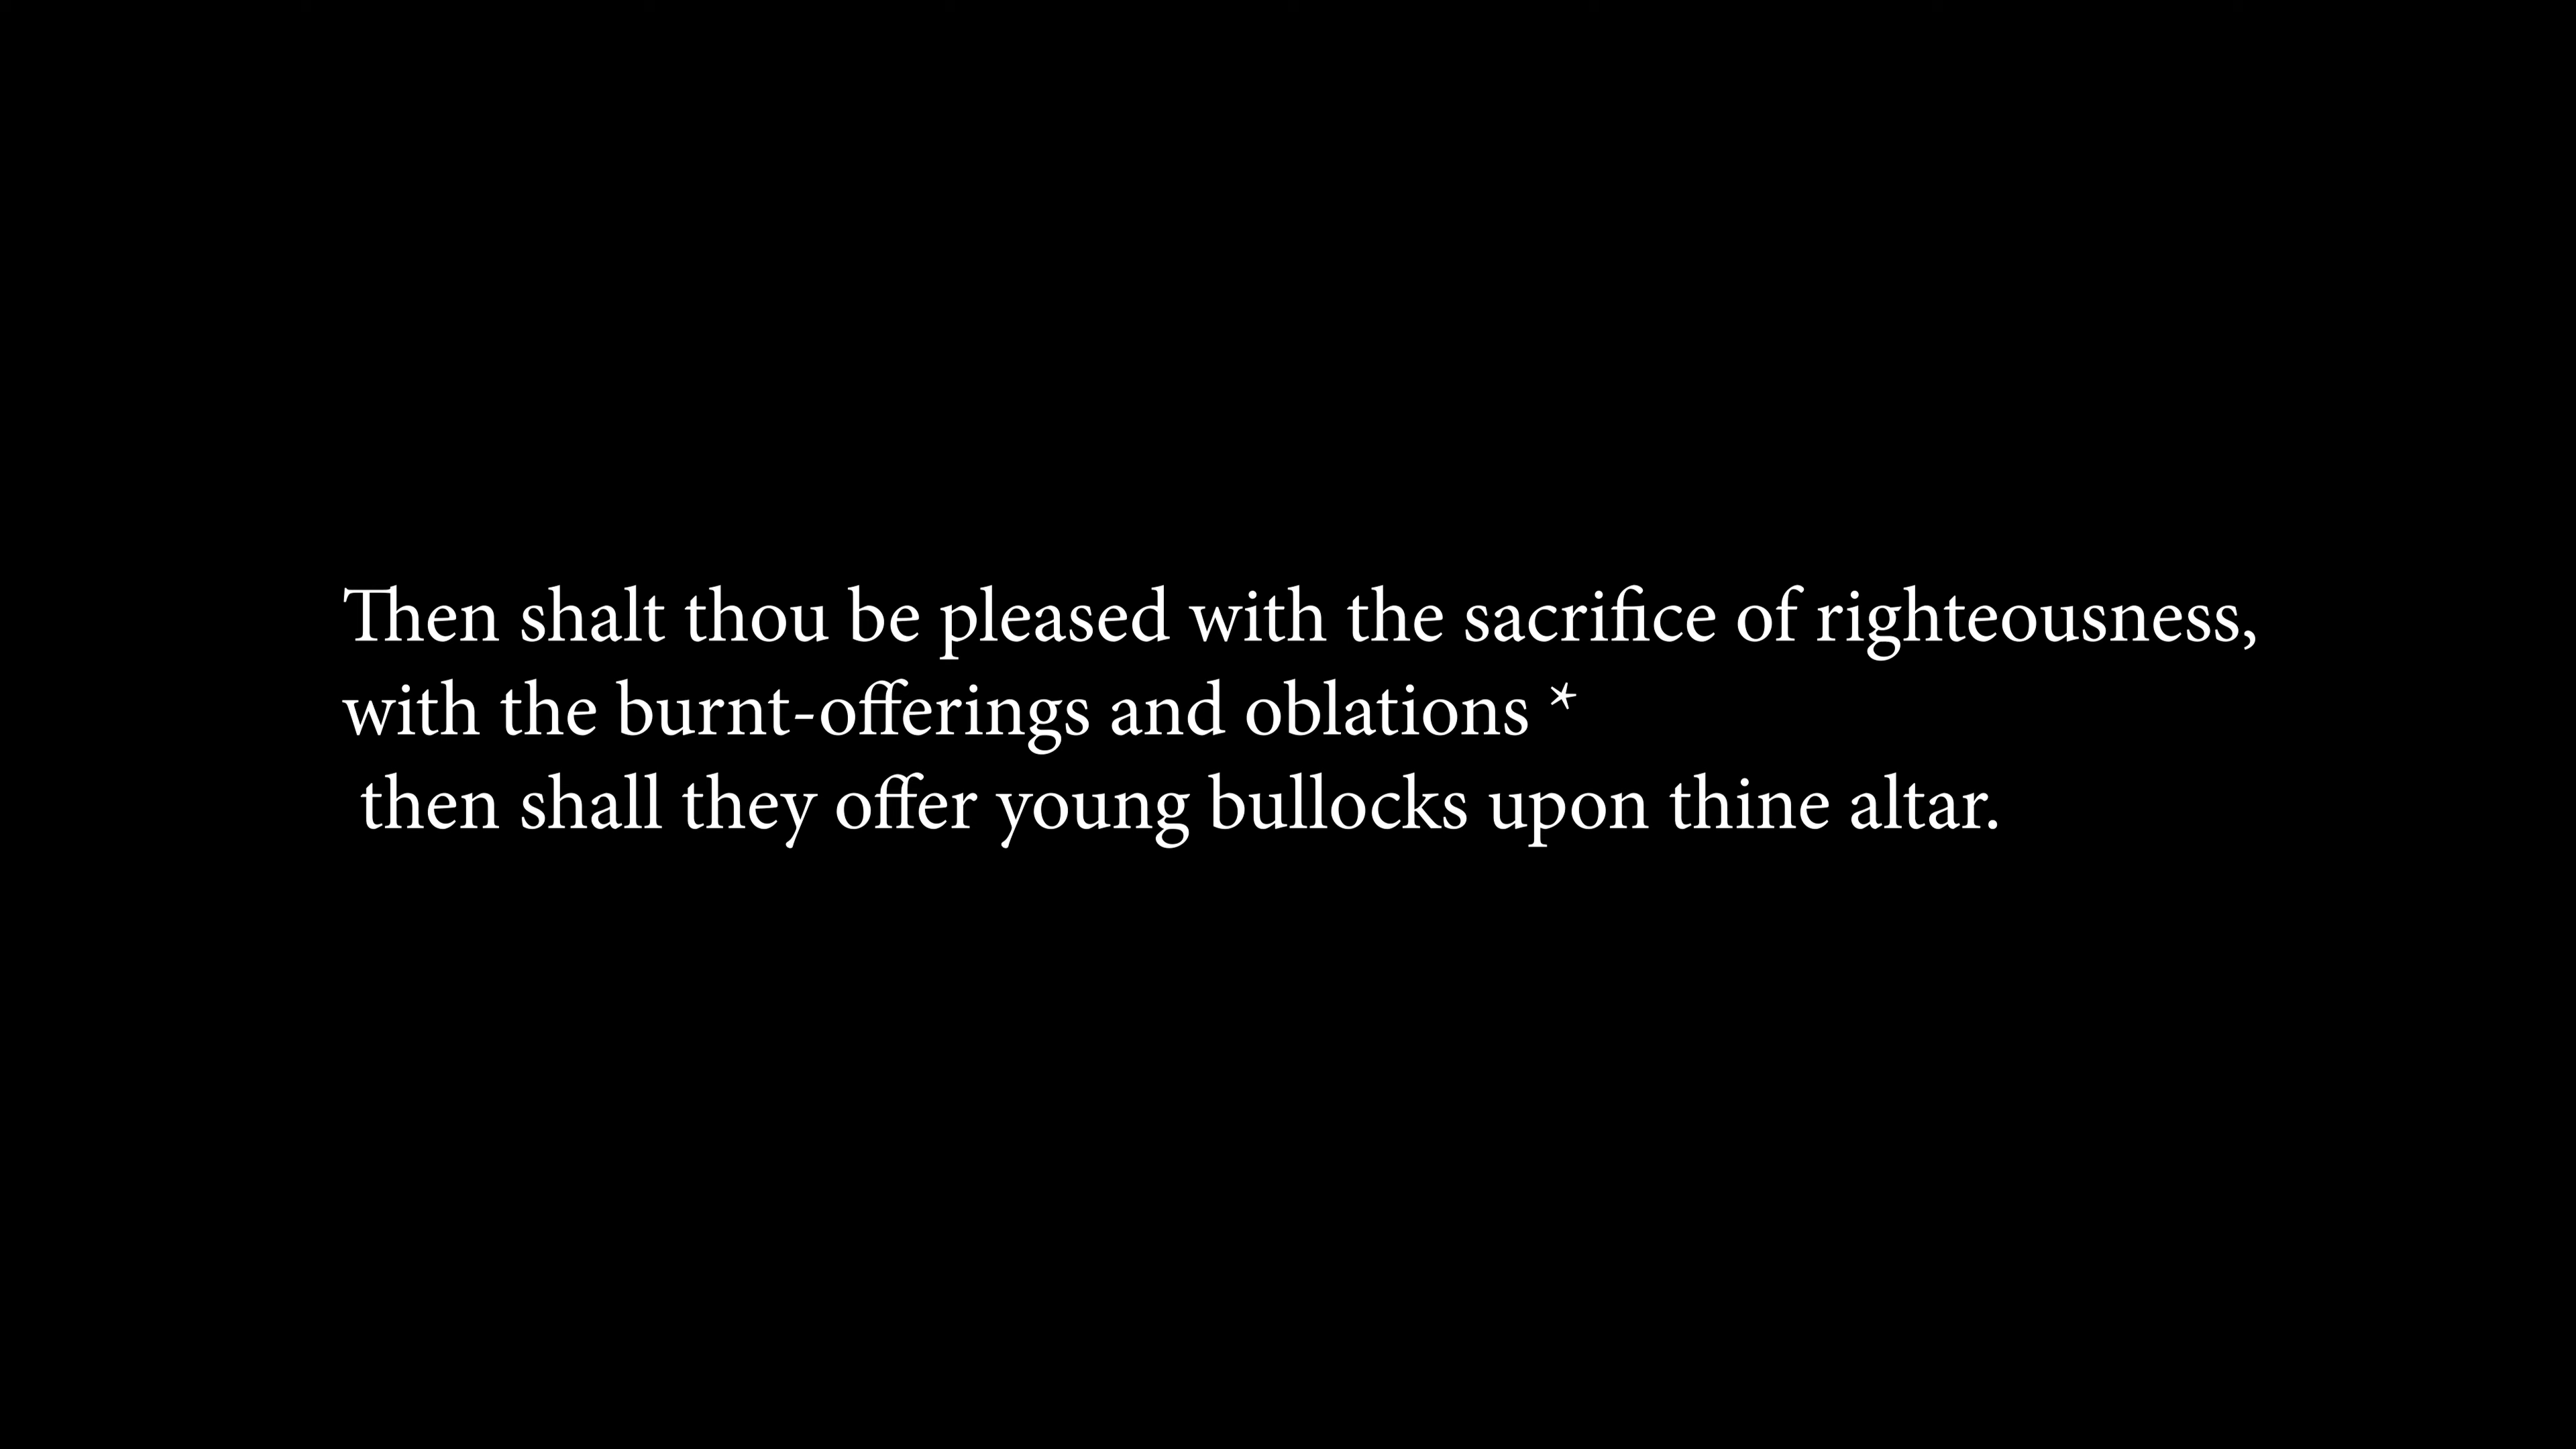 Then shalt thou be pleased with the sacrifice of righteousness,
with the burnt-offerings and oblations *
then shall they offer young bullocks upon thine altar.